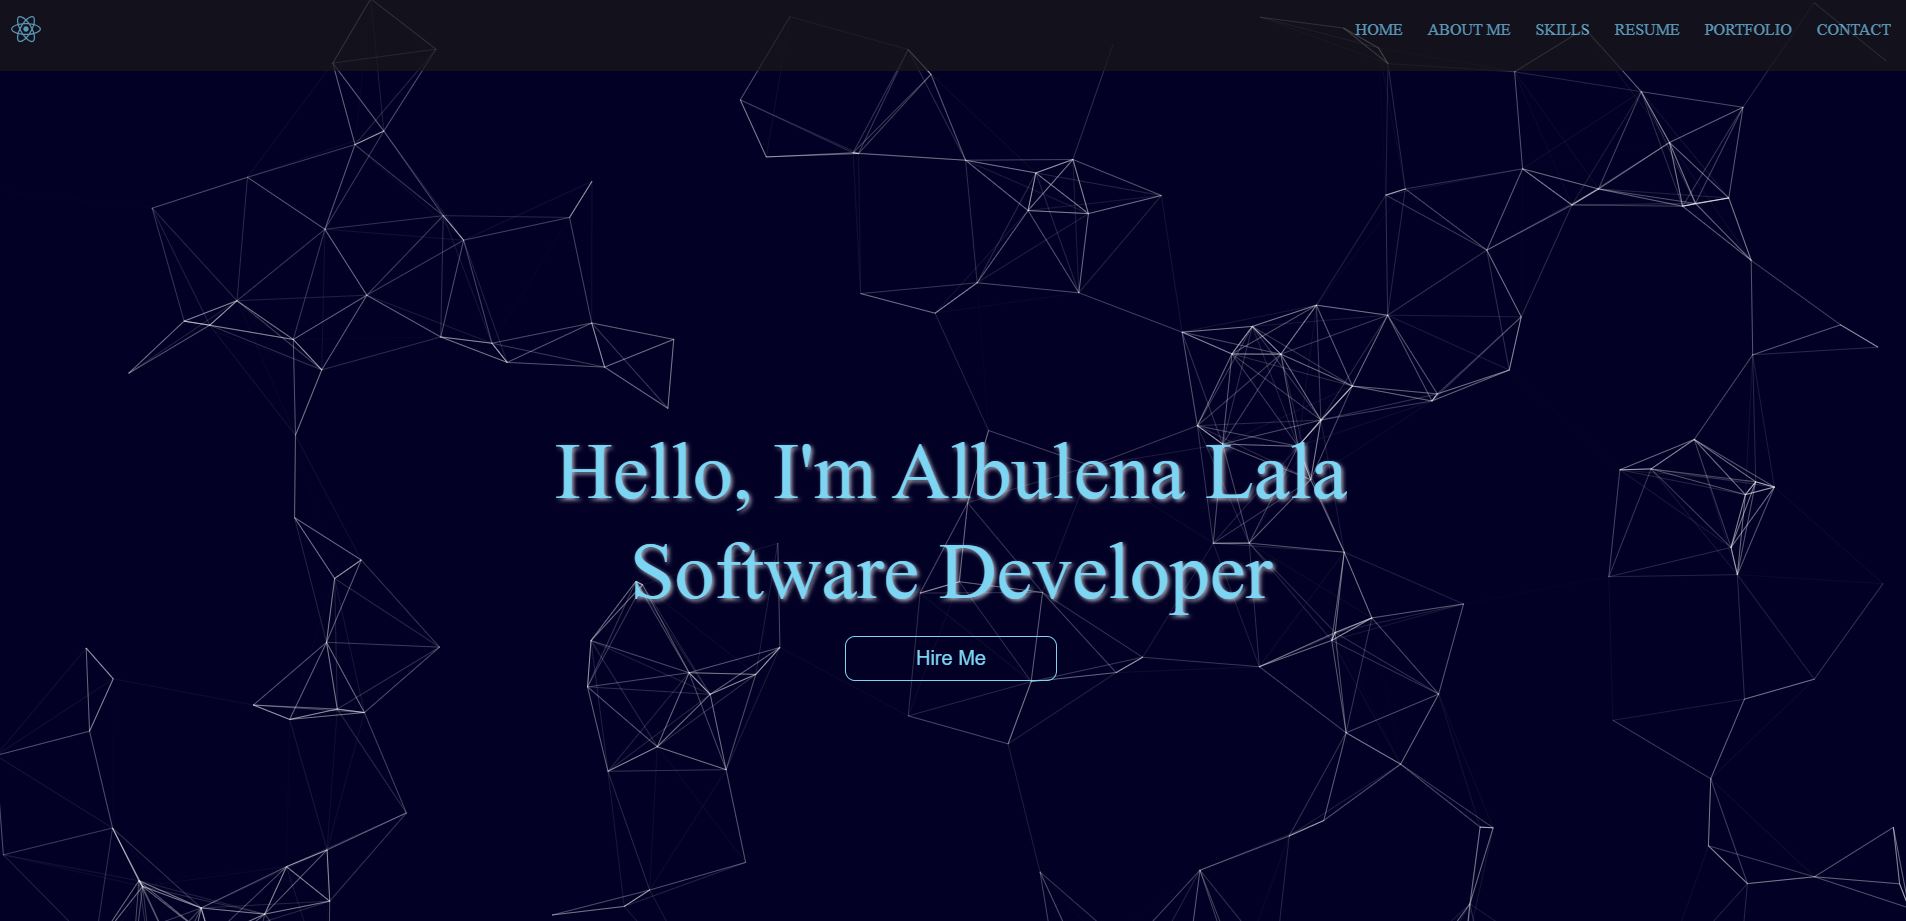 HOME ABOUT ME SKILLS RESUME PORTFOLIO CONTACT
Hello, I'm Albulena Lala
Software Developer
Hire Me